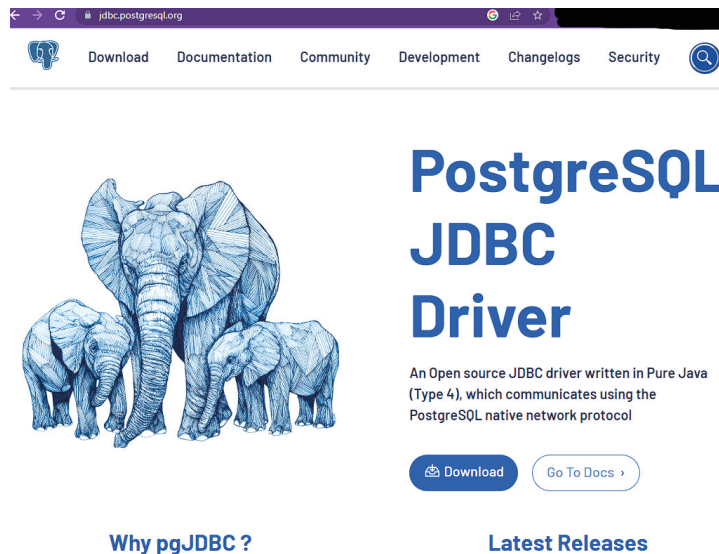 jdbc.postgresql.org
Download Documentation Community Development Changelogs Security
PostgreSQL
JDBC
Driver
An Open source JDBC driver written in Pure Java
(Type 4), which communicates using the
PostgreSQL native network protocol
Download Go To Docs ›
Why pgJDBC ? Latest Releases